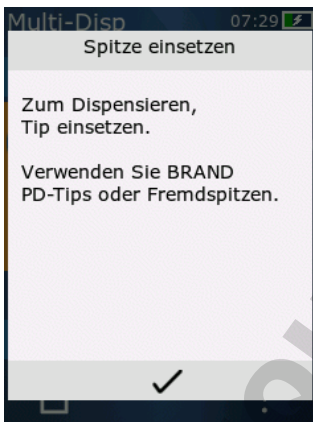 Multi-Disp 07:29
Spitze einsetzen
Zum Dispensieren,
Tip einsetzen.
Verwenden Sie BRAND
PD-Tips oder Fremdspitzen.